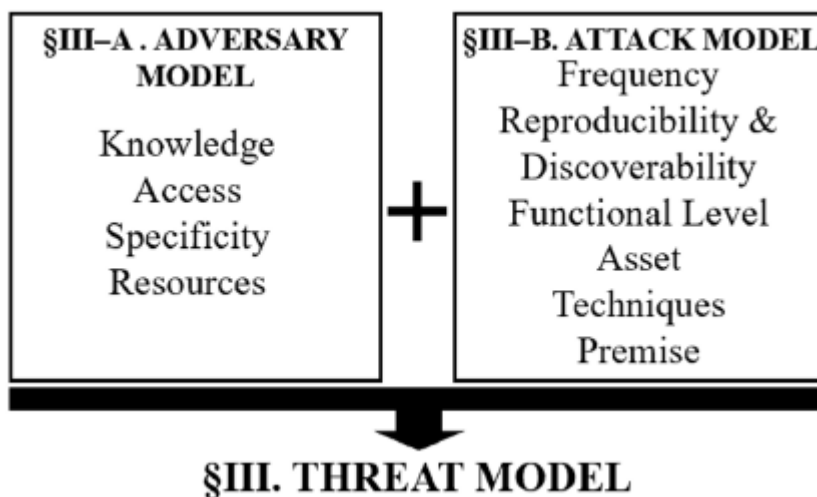 §III–A . ADVERSARY
MODEL
Knowledge
Access
Specificity
Resources
+
§III–B. ATTACK MODEL
Frequency
Reproducibility &
Discoverability
Functional Level
Asset
Techniques
Premise
§III. THREAT MODEL